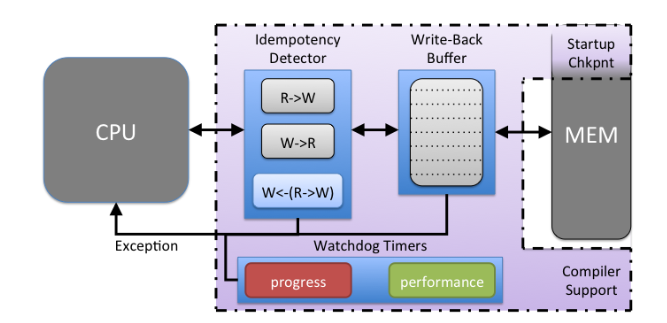 Idempotency
Detector
Write-Back
Buffer
Startup
Chkpnt
R->W
CPU
W->R
MEM
W<-(R->W)
Exception
Watchdog Timers
progress
performance
Compiler
Support